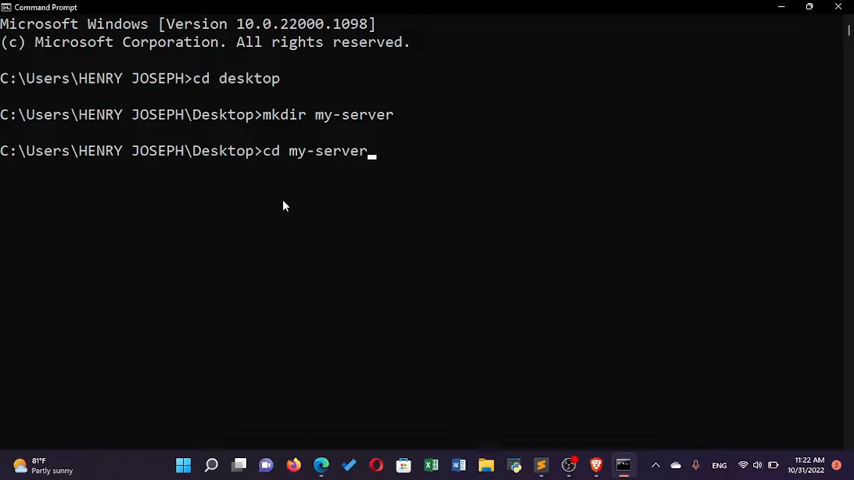 Command Prompt
Microsoft Windows [Version 10.0.22000.1098]
(c) Microsoft Corporation. All rights reserved.
C:\Users\HENRY JOSEPH>cd desktop
C:\Users\HENRY JOSEPH\Desktop>mkdir my-server
C:\Users\HENRY JOSEPH\Desktop>cd my-server
81°F
Partly sunny
ENG
11:22 AM
10/31/2022